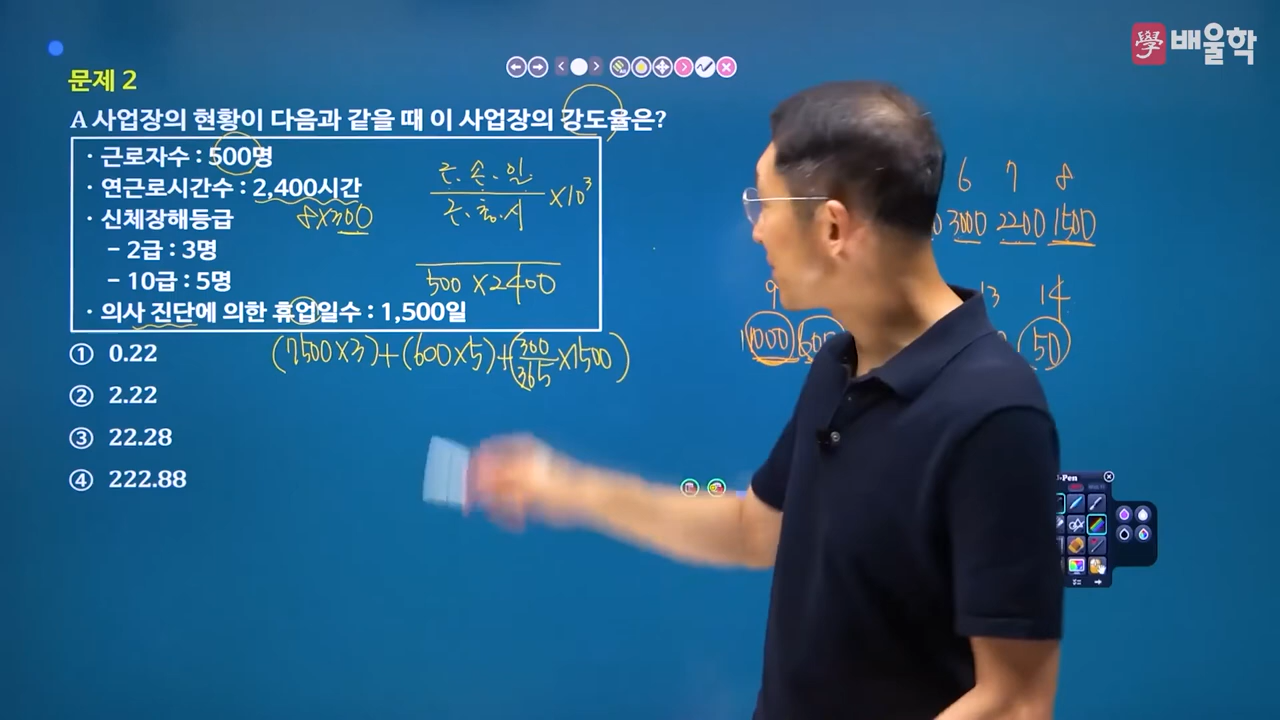 學 배울학
문제 2
A 사업장의 현황이 다음과 같을 때 이 사업장의 강도율은?
· 근로자수 : 500명
· 연근로시간수 : 2,400시간
8×300
· 신체장해등급
– 2급 : 3명
– 10급 : 5명
· 의사 진단에 의한 휴업일수 : 1,500일
근.손.일
근.총.시
×10³
500×2400
(7500×3)+(600×5)+(300/365×1500)
① 0.22
② 2.22
③ 22.28
④ 222.88
6 7 8
3000 2200 1500
9
14
1000 600
50
-Pen